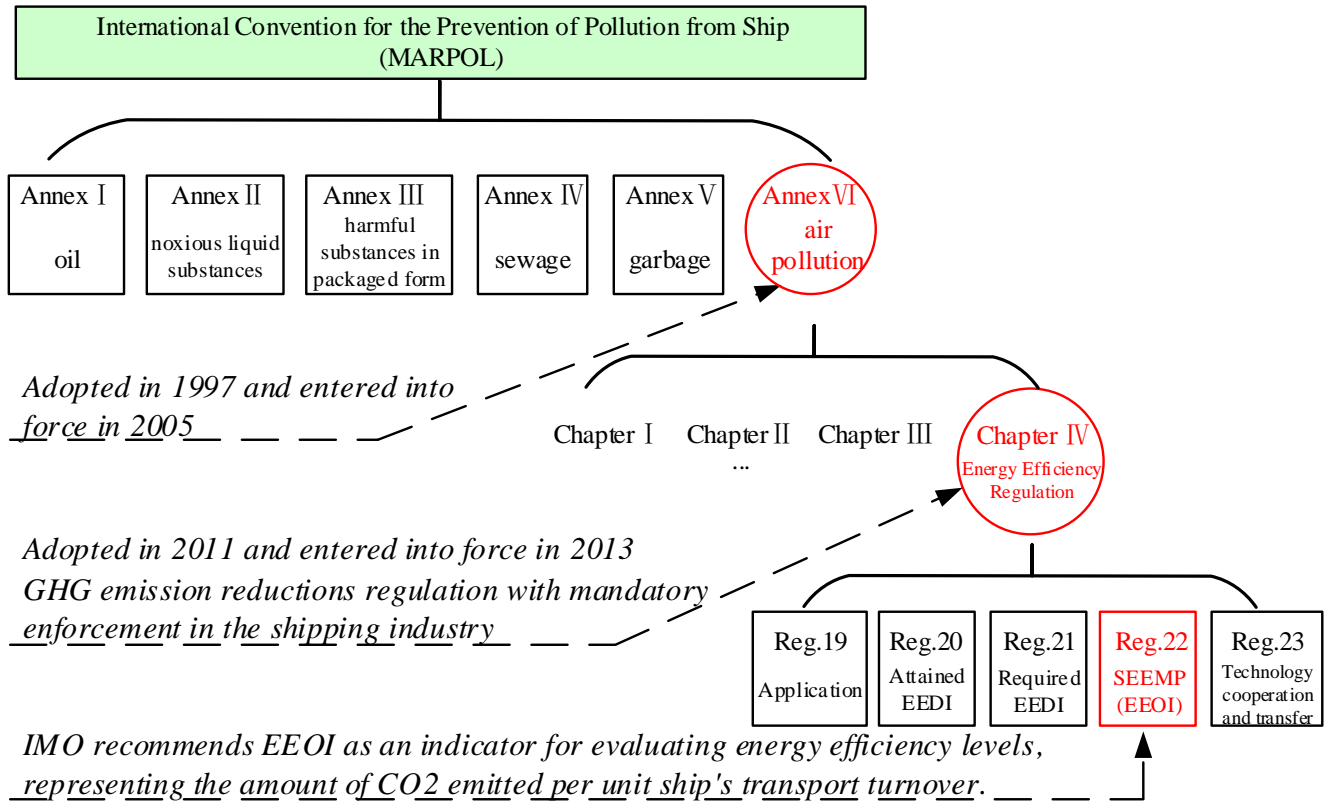 International Convention for the Prevention of Pollution from Ship
(MARPOL)
Annex Ⅰ
oil
Annex Ⅱ
noxious liquid
substances
Annex Ⅲ
harmful
substances in
packaged form
Annex Ⅳ
sewage
Annex Ⅴ
garbage
Annex Ⅵ
air
pollution
Adopted in 1997 and entered into
force in 2005
Chapter Ⅰ
Chapter Ⅱ
...
Chapter Ⅲ
Chapter Ⅳ
Energy Efficiency
Regulation
Adopted in 2011 and entered into force in 2013
GHG emission reductions regulation with mandatory
enforcement in the shipping industry
Reg.19
Application
Reg.20
Attained
EEDI
Reg.21
Required
EEDI
Reg.22
SEEMP
(EEOI)
Reg.23
Technology
cooperation
and transfer
IMO recommends EEOI as an indicator for evaluating energy efficiency levels,
representing the amount of CO2 emitted per unit ship's transport turnover.